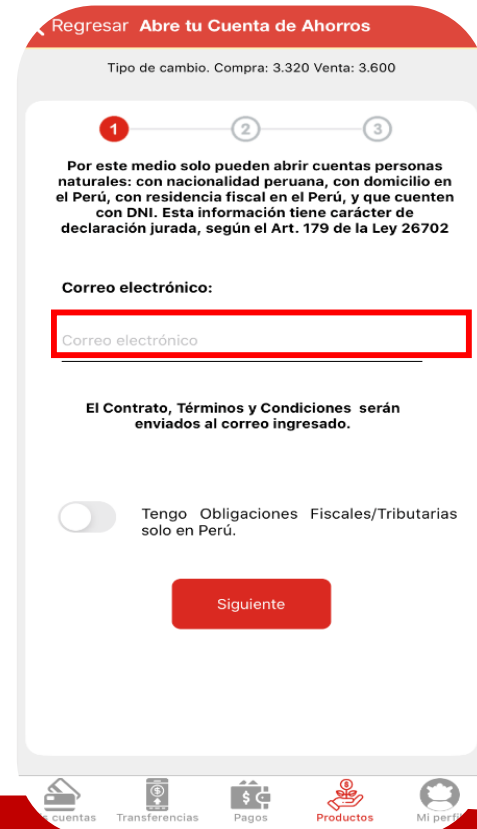 Regresar Abre tu Cuenta de Ahorros
Tipo de cambio. Compra: 3.320 Venta: 3.600
1 2 3
Por este medio solo pueden abrir cuentas personas
naturales: con nacionalidad peruana, con domicilio en
el Perú, con residencia fiscal en el Perú, y que cuenten
con DNI. Esta información tiene carácter de
declaración jurada, según el Art. 179 de la Ley 26702
Correo electrónico:
Correo electrónico
El Contrato, Términos y Condiciones serán
enviados al correo ingresado.
Tengo Obligaciones Fiscales/Tributarias
solo en Perú.
Siguiente
cuentas Transferencias Pagos Productos Mi perfil